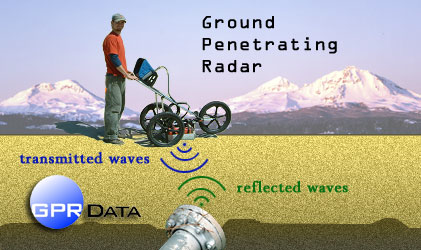 Ground
Penetrating
Radar
transmitted waves
reflected waves
GPR DATA